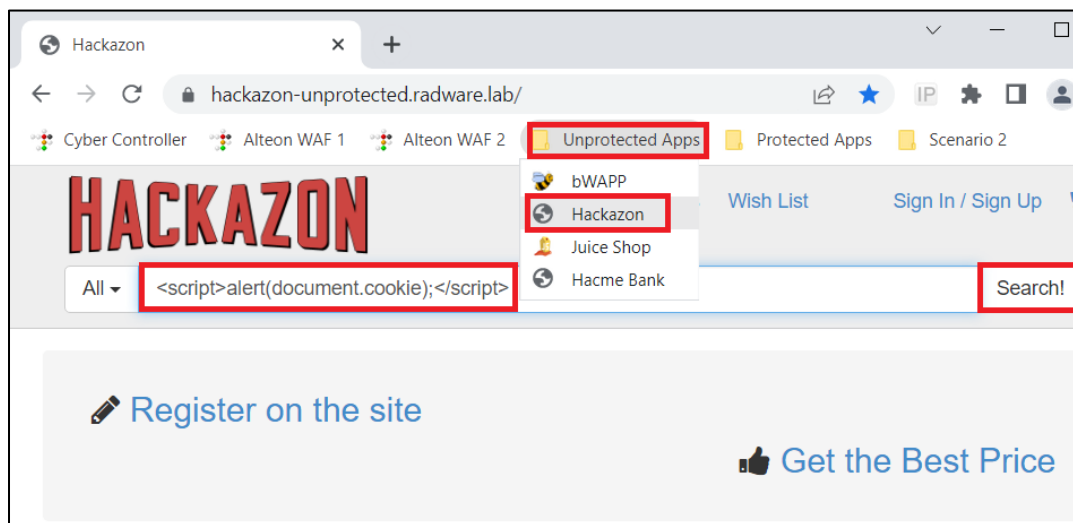 Hackazon
hackazon-unprotected.radware.lab/
IP
Cyber Controller Alteon WAF 1 Alteon WAF 2 Unprotected Apps Protected Apps Scenario 2
bWAPP
Hackazon
Juice Shop
Hacme Bank
HACKAZON
Wish List Sign In / Sign Up
All <script>alert(document.cookie);</script> Search!
Register on the site
Get the Best Price